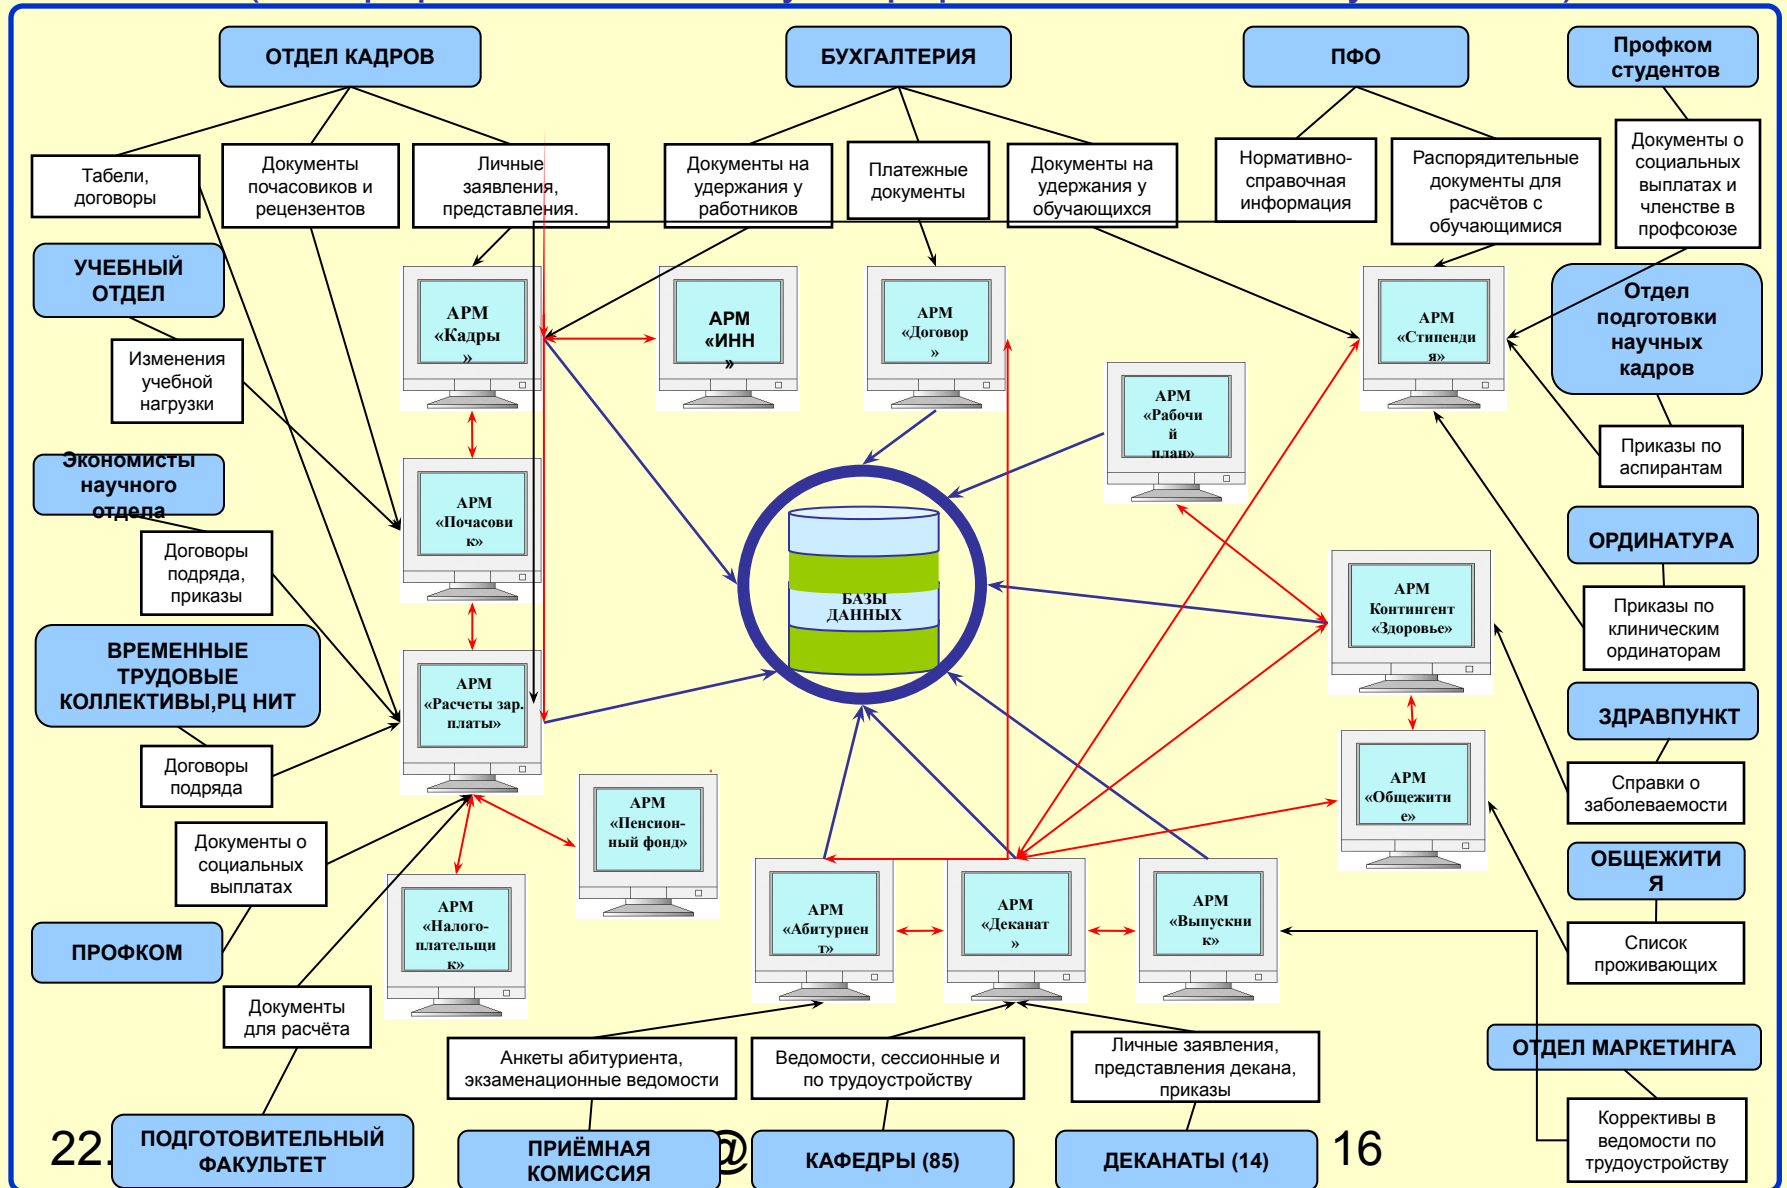 ОТДЕЛ КАДРОВ
БУХГАЛТЕРИЯ
ПФО
Профком
студентов
Табели,
договоры
Документы
почасовиков и
рецензентов
Личные
заявления,
представления.
Документы на
удержания у
работников
Платежные
документы
Документы на
удержания у
обучающихся
Нормативно-
справочная
информация
Распорядительные
документы для
расчётов с
обучающимися
Документы о
социальных
выплатах и
членстве в
профсоюзе
УЧЕБНЫЙ
ОТДЕЛ
АРМ
«Кадры
»
АРМ
«ИНН
»
АРМ
«Договор
»
АРМ
«Стипенди
я»
Отдел
подготовки
научных
кадров
Изменения
учебной
нагрузки
АРМ
«Рабочи
й
план»
Приказы по
аспирантам
Экономисты
научного
отдела
АРМ
«Почасови
к»
ОРДИНАТУРА
Договоры
подряда,
приказы
БАЗЫ
ДАННЫХ
АРМ
Контингент
«Здоровье»
Приказы по
клиническим
ординаторам
ВРЕМЕННЫЕ
ТРУДОВЫЕ
КОЛЛЕКТИВЫ,РЦ НИТ
АРМ
«Расчеты зар.
платы»
ЗДРАВПУНКТ
Договоры
подряда
АРМ
«Пенсион-
ный фонд»
АРМ
«Общежити
е»
Справки о
заболеваемости
Документы о
социальных
выплатах
ОБЩЕЖИТИ
Я
АРМ
«Налого-
плательщи
к»
АРМ
«Абитуриен
т»
АРМ
«Деканат
»
АРМ
«Выпускни
к»
ПРОФКОМ
Список
проживающих
Документы
для расчёта
Анкеты абитуриента,
экзаменационные ведомости
Ведомости, сессионные и
по трудоустройству
Личные заявления,
представления декана,
приказы
ОТДЕЛ МАРКЕТИНГА
Коррективы в
ведомости по
трудоустройству
22.
ПОДГОТОВИТЕЛЬНЫЙ
ФАКУЛЬТЕТ
ПРИЁМНАЯ
КОМИССИЯ
@
КАФЕДРЫ (85)
ДЕКАНАТЫ (14)
16